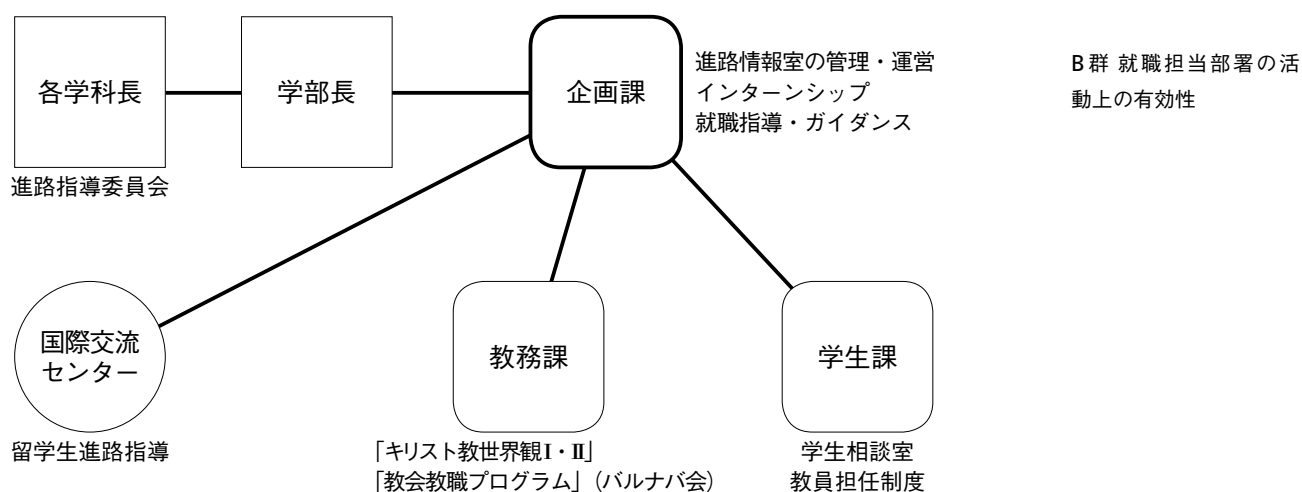 各学科長
学部長
企画課
進路情報室の管理・運営
インターンシップ
就職指導・ガイダンス
B群 就職担当部署の活
動上の有効性
進路指導委員会
国際交流
センター
教務課
学生課
留学生進路指導
「キリスト教世界観I・II」
「教会教職プログラム」（バルナバ会）
学生相談室
教員担任制度